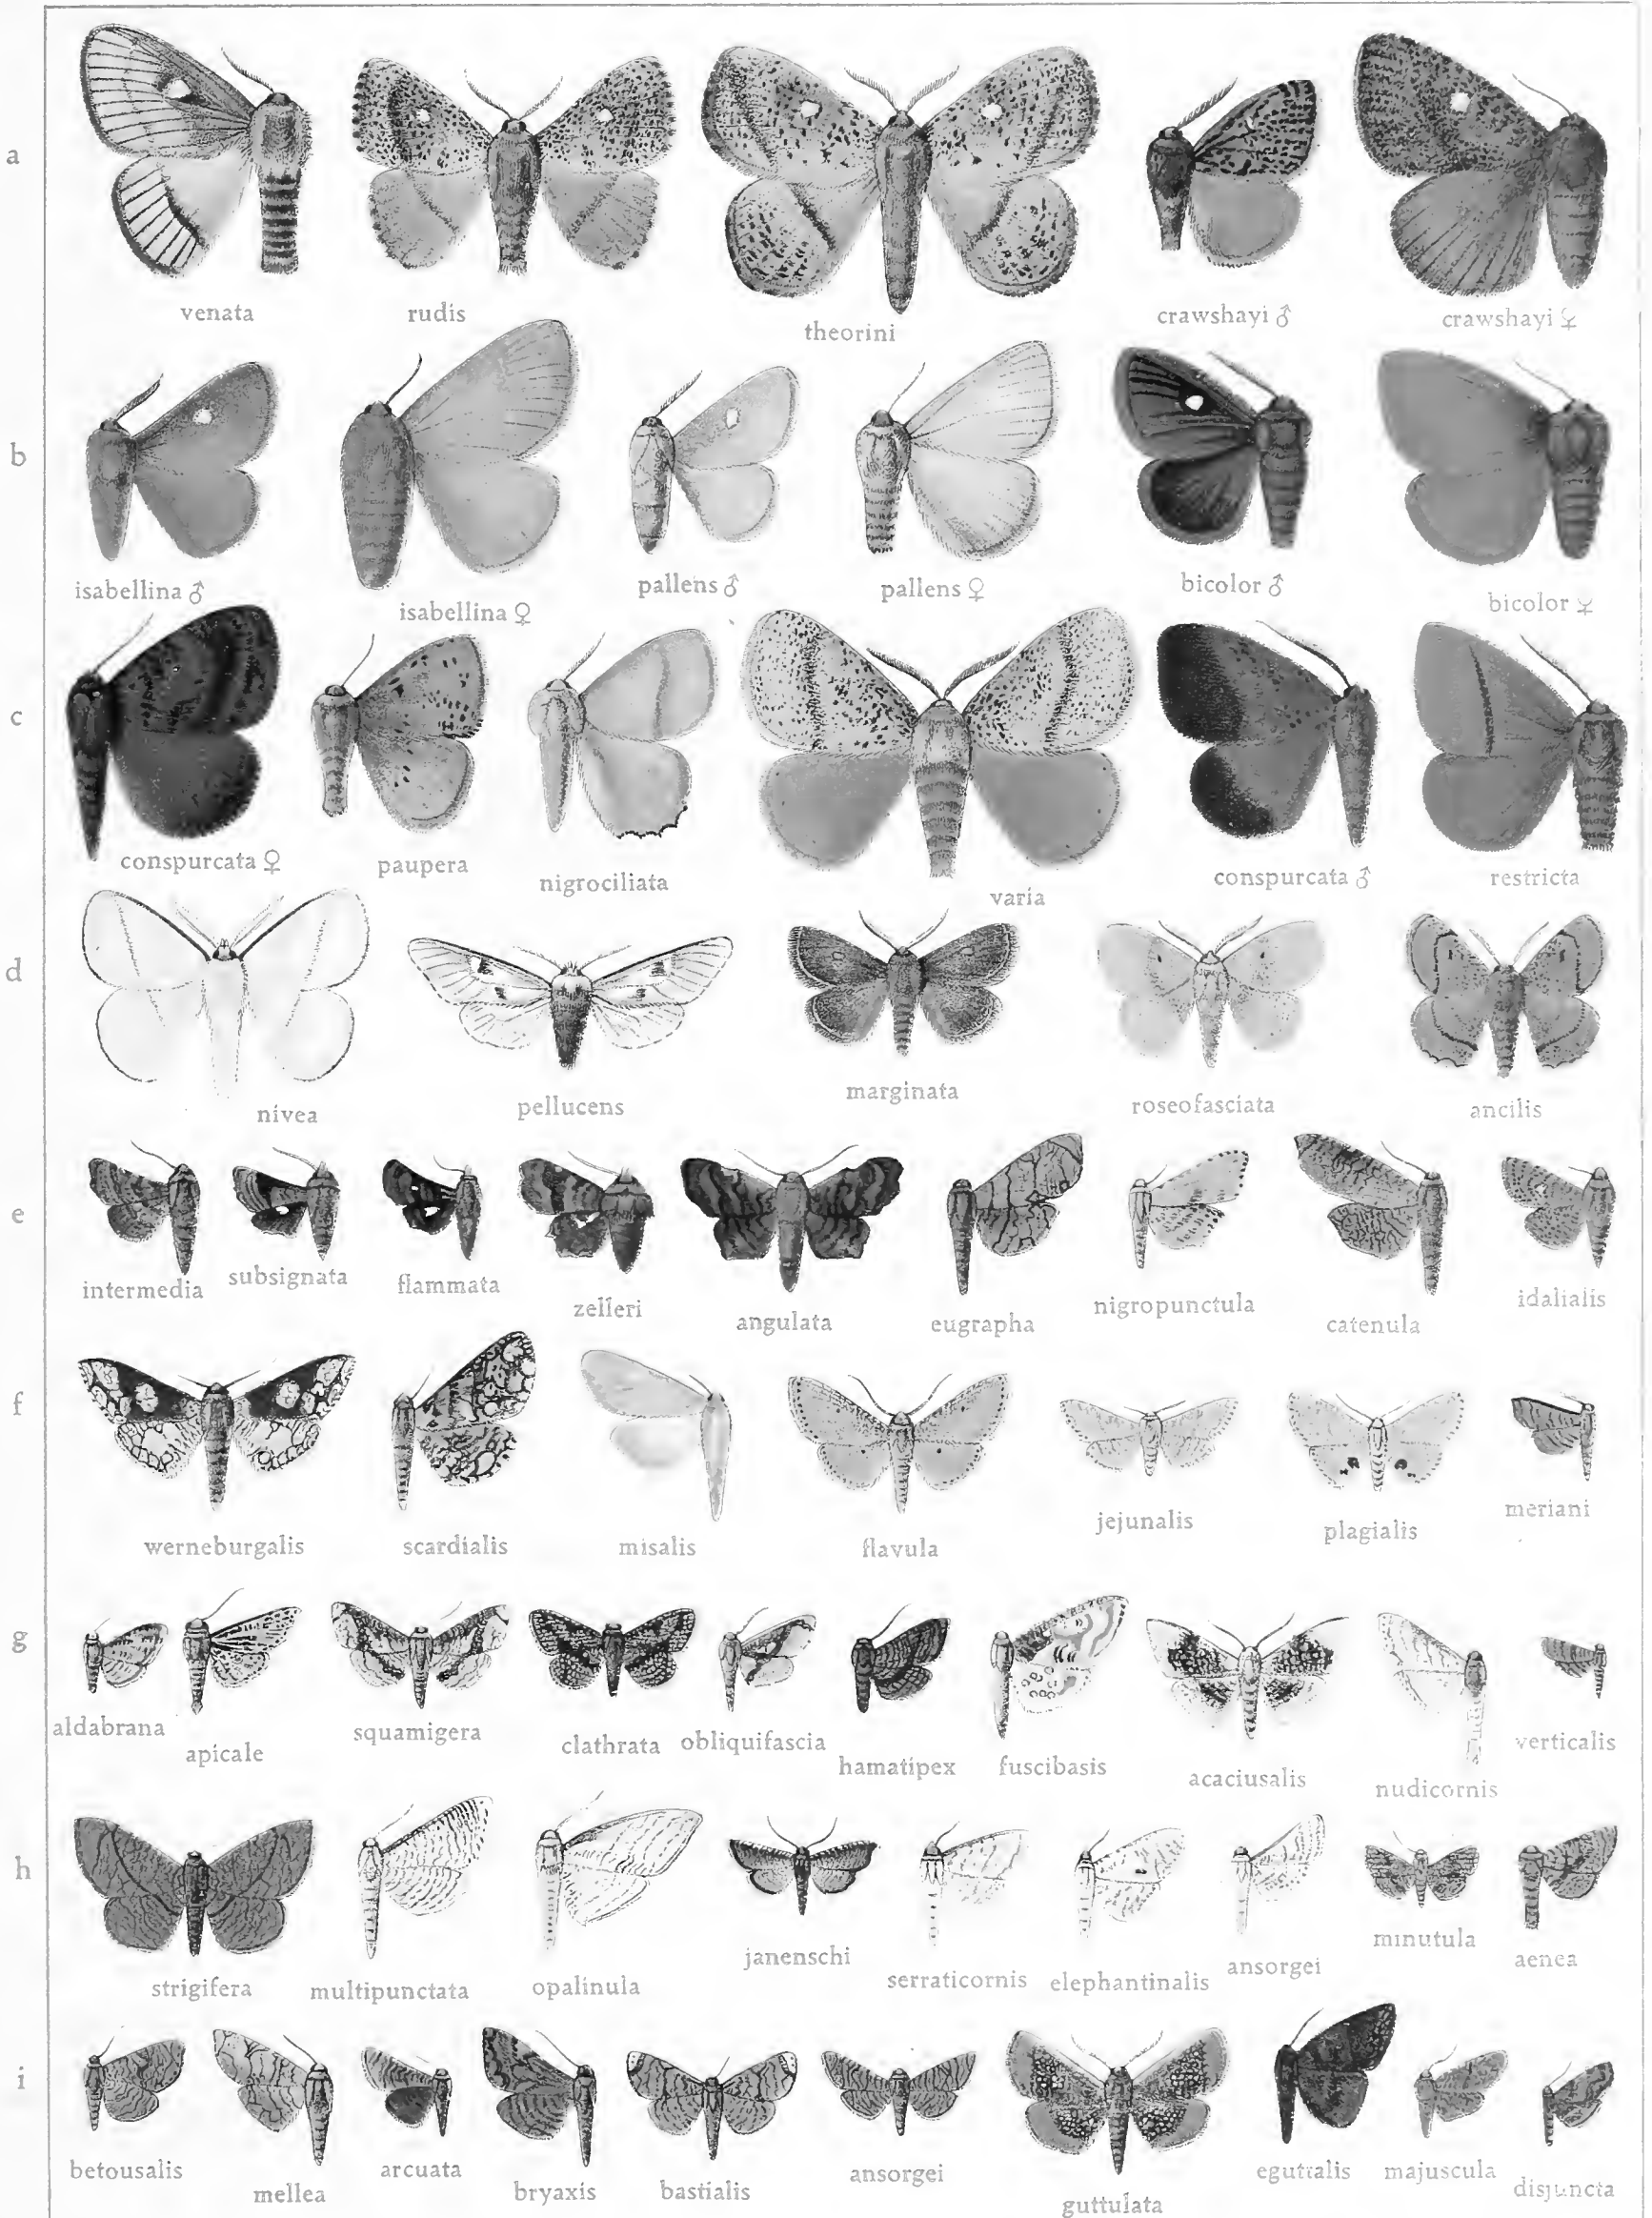 a
venata rudis theorini crawshayi ♂ crawshayi ♀
b
isabellina ♂ isabellina ♀ pallens ♂ pallens ♀ bicolor ♂ bicolor ♀
c
conspurcata ♀ paupera nigrociliata varia conspurcata ♂ restricta
d
nivea pellucens marginata roseofasciata ancilis
e
intermedia subsignata flammata zelleri angulata eugrapha nigropunctula catenula idalialis
f
werneburgalis scardialis misalis flavula jejunalis plagialis meriani
g
aldabrana apicale squamigera clathrata obliquifascia hamatipex fuscibasis acaciusalis nudicornis verticalis
h
strigifera multipunctata opalinula janenschi serraticornis elephantinalis ansorgei minutula aenea
i
betousalis mellea arcuata bryaxis bastialis ansorgei guttulata eguttalis majuscula disjuncta